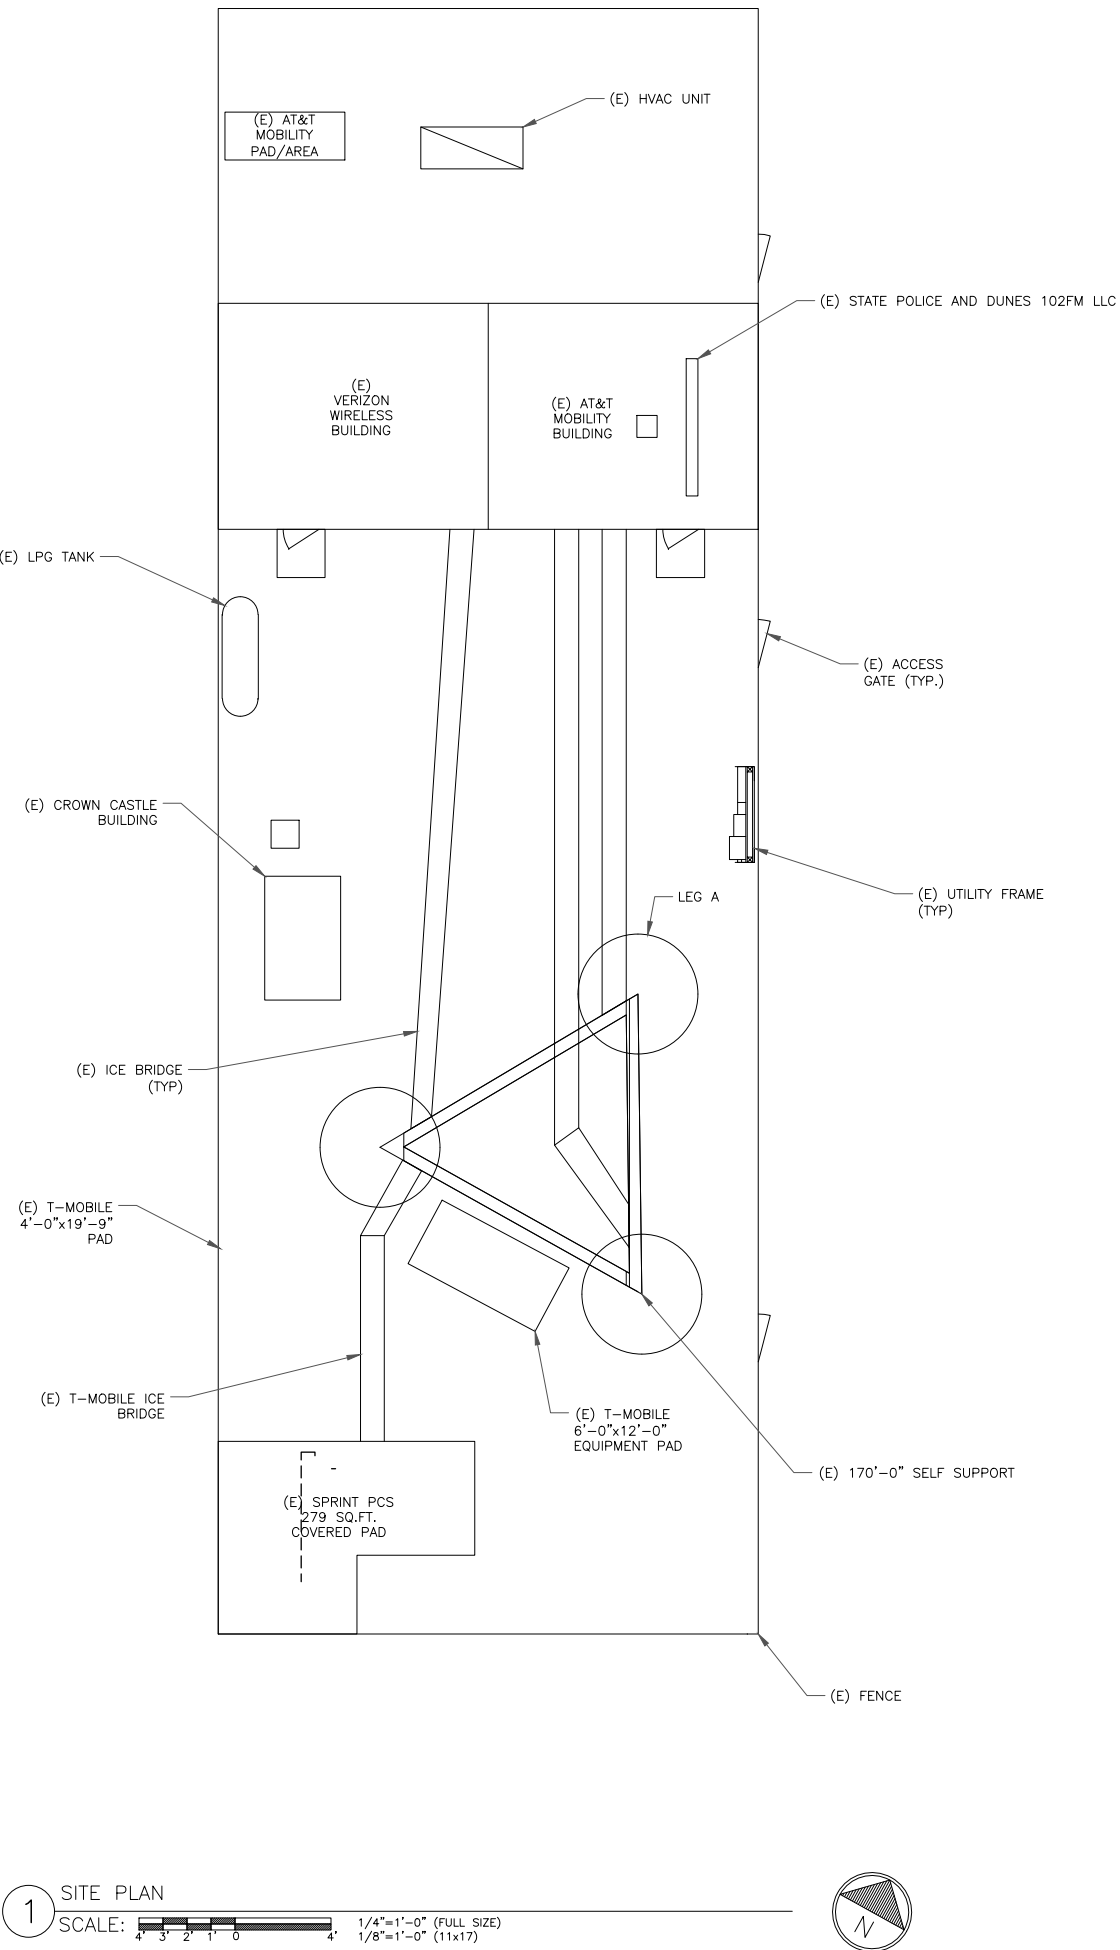 (E) HVAC UNIT
(E) AT&T
MOBILITY
PAD/AREA
(E) STATE POLICE AND DUNES 102FM LLC
(E)
VERIZON
WIRELESS
BUILDING
(E) AT&T
MOBILITY
BUILDING
(E) LPG TANK
(E) ACCESS
GATE (TYP.)
(E) CROWN CASTLE
BUILDING
LEG A
(E) UTILITY FRAME
(TYP)
(E) ICE BRIDGE
(TYP)
(E) T-MOBILE
4'-0"x19'-9"
PAD
(E) T-MOBILE ICE
BRIDGE
(E) T-MOBILE
6'-0"x12'-0"
EQUIPMENT PAD
(E) 170'-0" SELF SUPPORT
(E) SPRINT PCS
279 SQ.FT.
COVERED PAD
(E) FENCE
1
SITE PLAN
SCALE:
4' 3' 2' 1' 0 4'
1/4"=1'-0" (FULL SIZE)
1/8"=1'-0" (11x17)
N